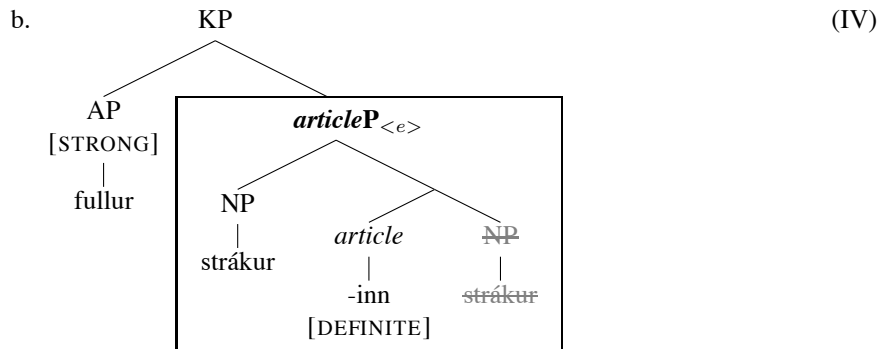 b. KP (IV)
AP articleP<e>
[STRONG]
fullur NP
strákur article NP
-inn strákur
[DEFINITE]